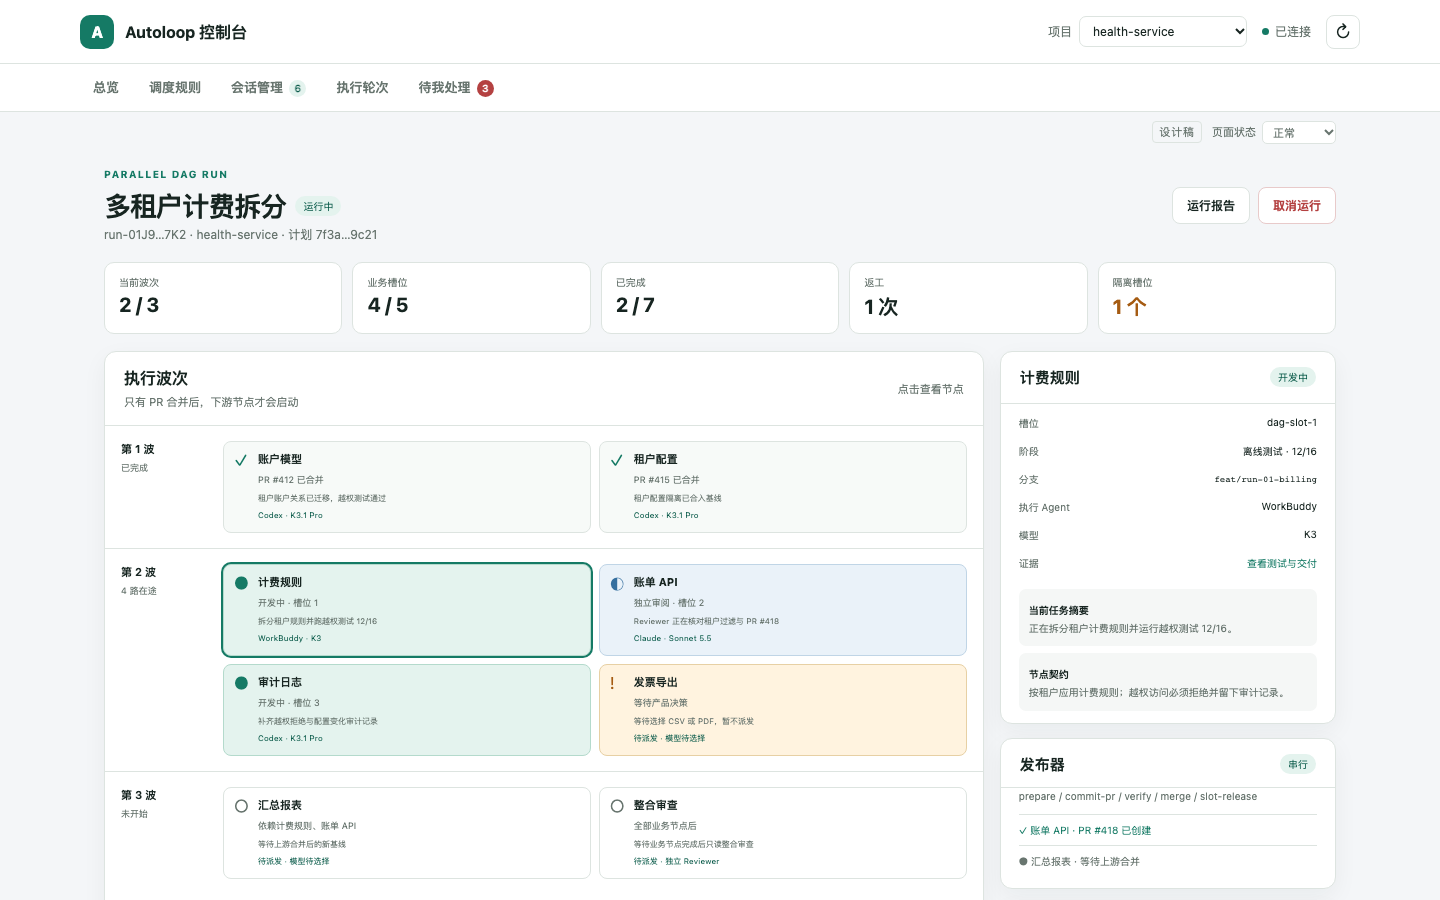 A Autoloop 控制台
项目 health-service 已连接
总览 调度规则 会话管理 6 执行轮次 待我处理 3
设计稿 页面状态 正常
PARALLEL DAG RUN
多租户计费拆分 运行中
运行报告 取消运行
run-01J9…7K2 · health-service · 计划 7f3a…9c21
当前波次
2 / 3
业务槽位
4 / 5
已完成
2 / 7
返工
1 次
隔离槽位
1 个
执行波次
只有 PR 合并后，下游节点才会启动
点击查看节点
第 1 波
已完成
账户模型
PR #412 已合并
租户账户关系已迁移，越权测试通过
Codex · K3.1 Pro
租户配置
PR #415 已合并
租户配置隔离已合入基线
Codex · K3.1 Pro
第 2 波
4 路在途
计费规则
开发中 · 槽位 1
拆分租户规则并跑越权测试 12/16
WorkBuddy · K3
账单 API
独立审阅 · 槽位 2
Reviewer 正在核对租户过滤与 PR #418
Claude · Sonnet 5.5
审计日志
开发中 · 槽位 3
补齐越权拒绝与配置变化审计记录
Codex · K3.1 Pro
! 发票导出
等待产品决策
等待选择 CSV 或 PDF，暂不派发
待派发 · 模型待选择
第 3 波
未开始
汇总报表
依赖计费规则、账单 API
等待上游合并后的新基线
待派发 · 模型待选择
整合审查
全部业务节点后
等待业务节点完成后只读整合审查
待派发 · 独立 Reviewer
计费规则 开发中
槽位 dag-slot-1
阶段 离线测试 · 12/16
分支 feat/run-01-billing
执行 Agent WorkBuddy
模型 K3
证据 查看测试与交付
当前任务摘要
正在拆分租户计费规则并运行越权测试 12/16。
节点契约
按租户应用计费规则；越权访问必须拒绝并留下审计记录。
发布器 串行
prepare / commit-pr / verify / merge / slot-release
✓ 账单 API · PR #418 已创建
● 汇总报表 · 等待上游合并